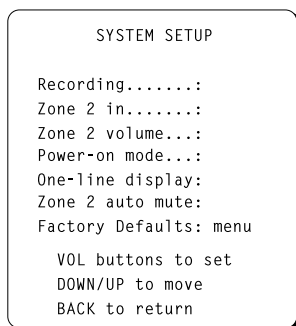 SYSTEM SETUP
Recording.......:
Zone 2 in.......:
Zone 2 volume...:
Power-on mode...:
One-line display:
Zone 2 auto mute:
Factory Defaults: menu
VOL buttons to set
DOWN/UP to move
BACK to return